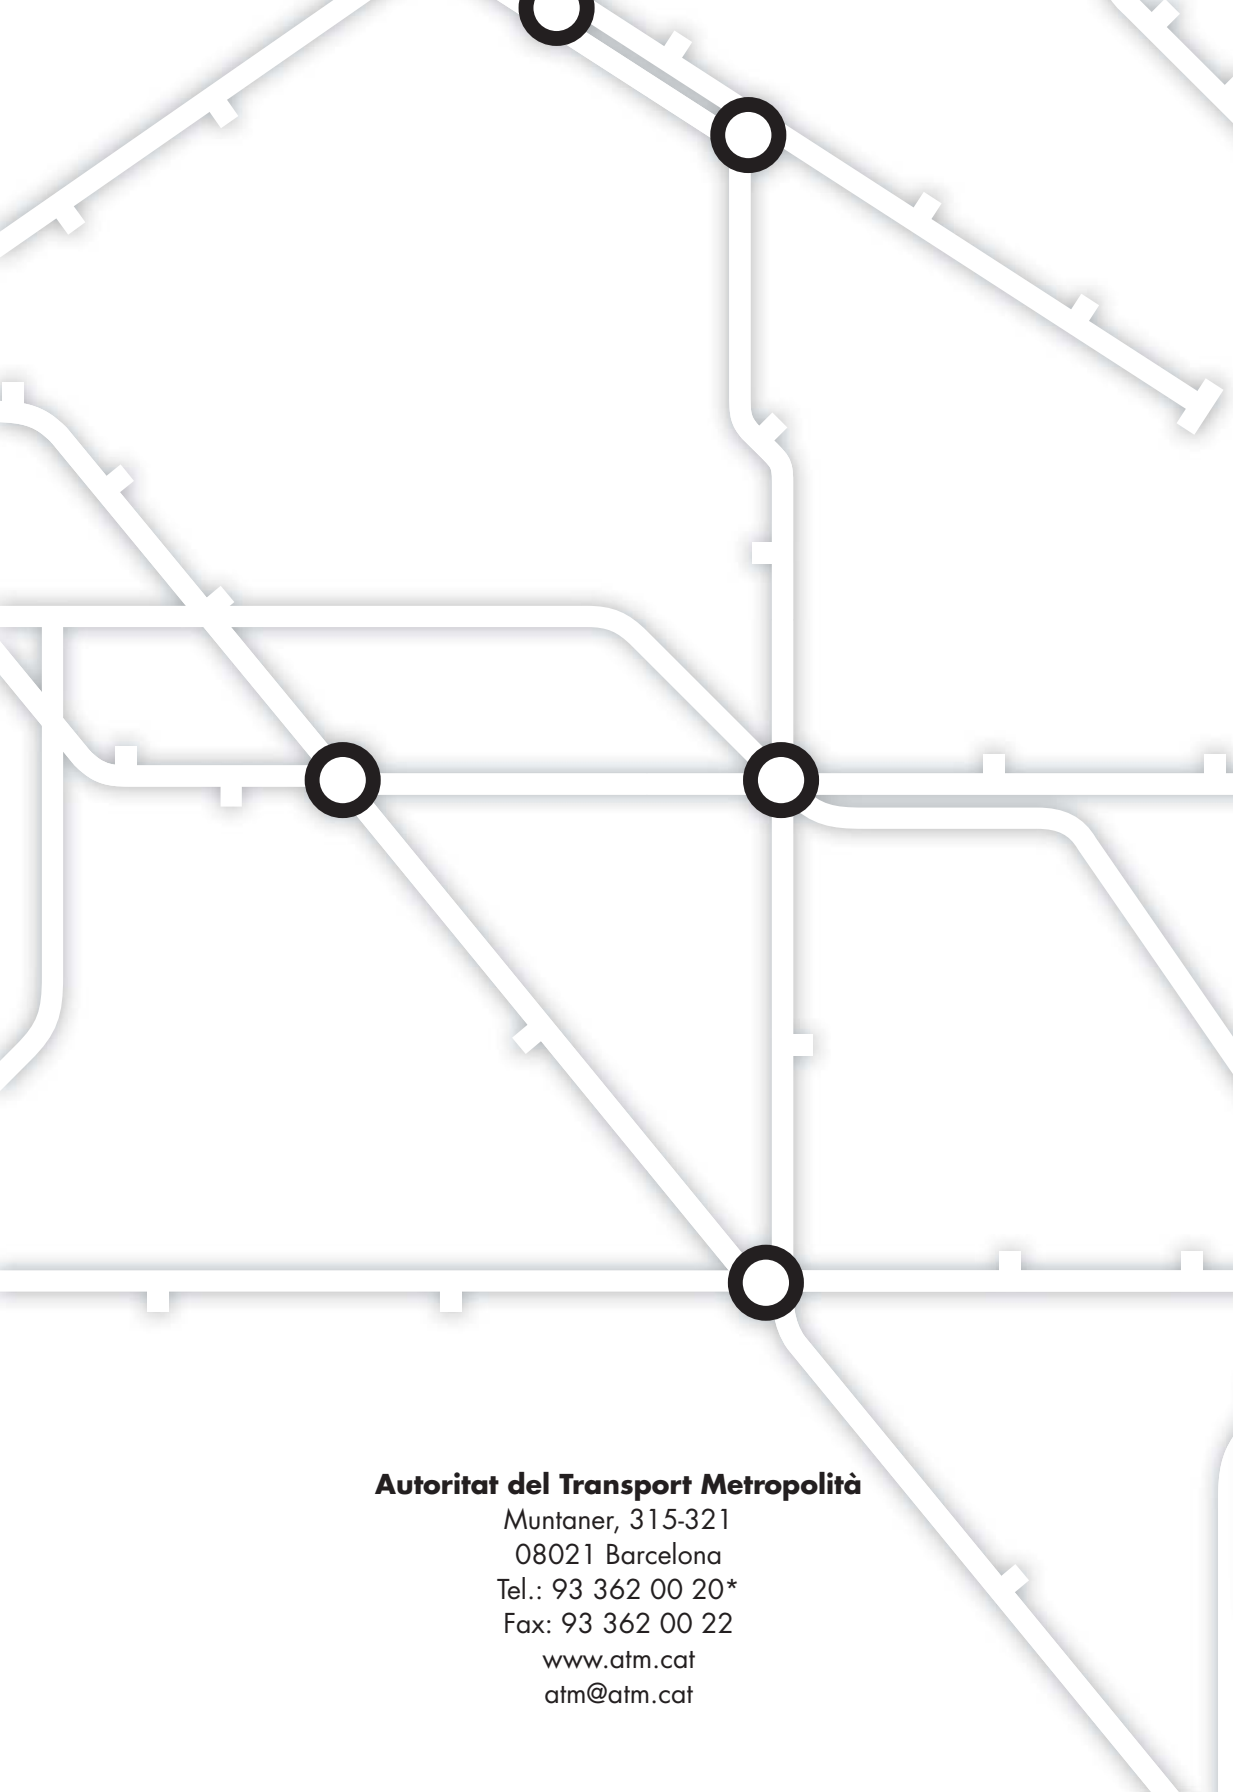 Autoritat del Transport Metropolità
Muntaner, 315-321
08021 Barcelona
Tel.: 93 362 00 20*
Fax: 93 362 00 22
www.atm.cat
atm@atm.cat